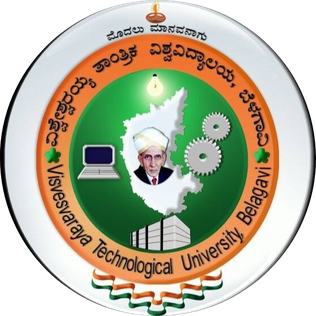 ಮೊದಲು ಮಾನವನಾಗು
ವಿಶ್ವೇಶ್ವರಯ್ಯ ತಾಂತ್ರಿಕ ವಿಶ್ವವಿದ್ಯಾಲಯ, ಬೆಳಗಾವಿ
Visvesvaraya Technological University, Belagavi